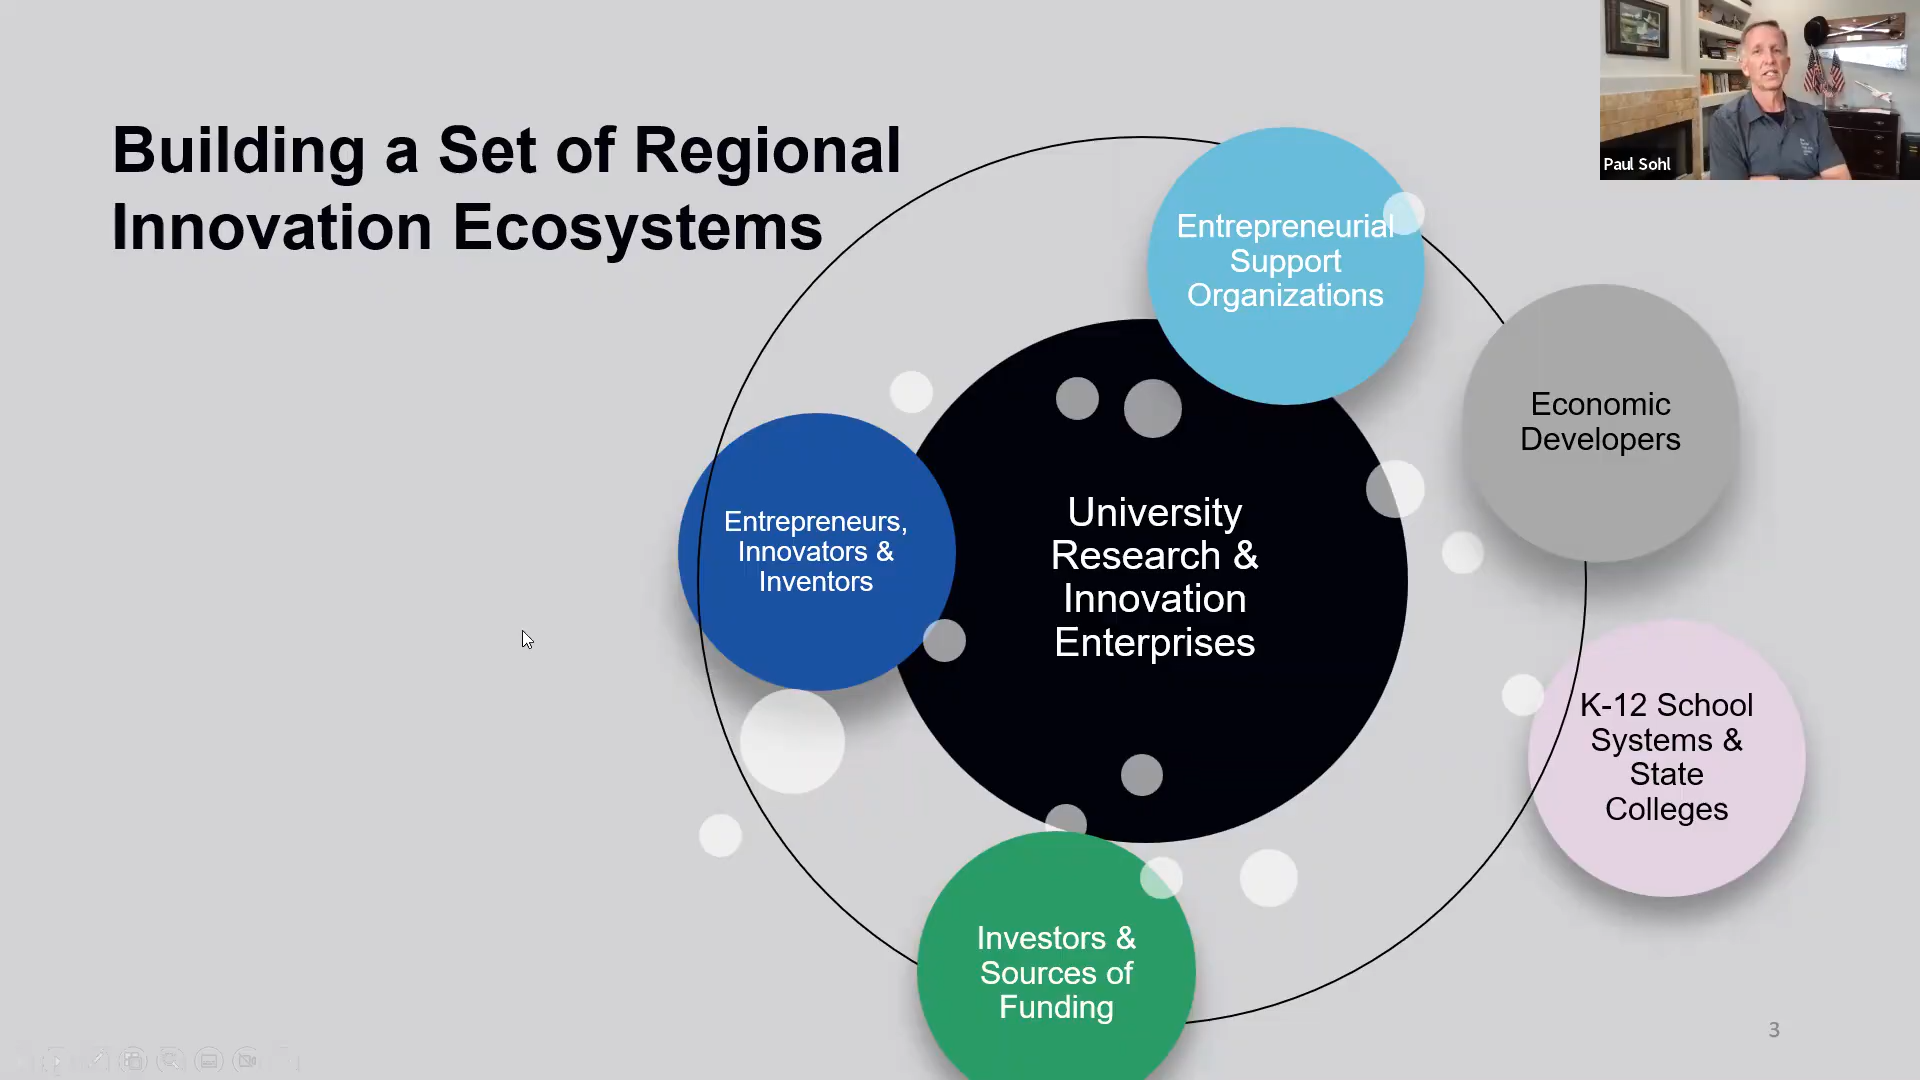 Building a Set of Regional
Innovation Ecosystems
Paul Sohl
Entrepreneurial
Support
Organizations
Economic
Developers
Entrepreneurs,
Innovators &
Inventors
University
Research &
Innovation
Enterprises
K-12 School
Systems &
State
Colleges
Investors &
Sources of
Funding
3